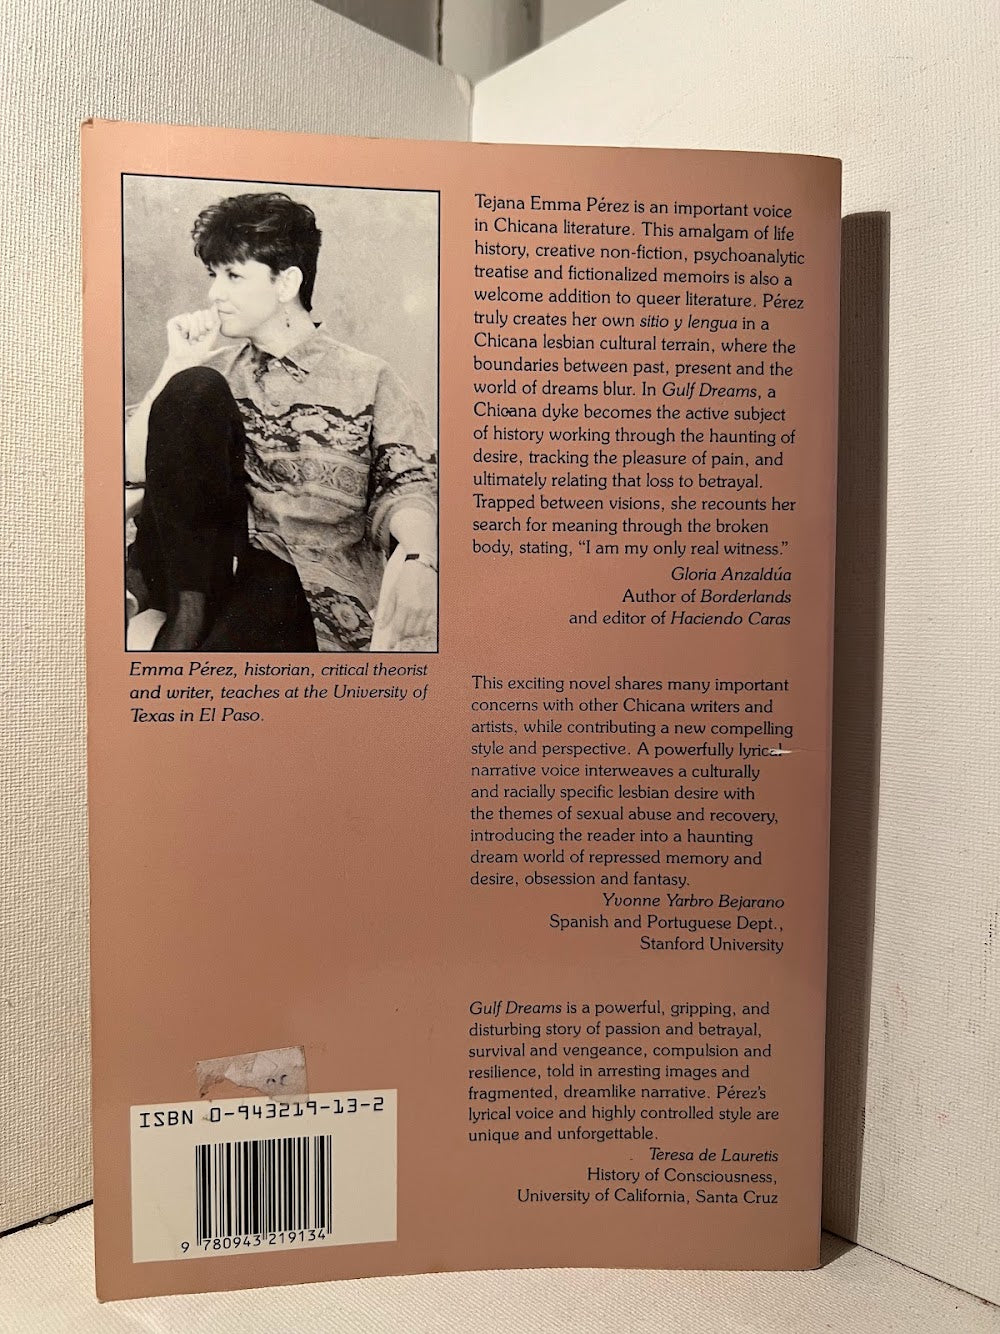 Emma Pérez, historian, critical theorist
and writer, teaches at the University of
Texas in El Paso.
Tejana Emma Pérez is an important voice
in Chicana literature. This amalgam of life
history, creative non-fiction, psychoanalytic
treatise and fictionalized memoirs is also a
welcome addition to queer literature. Pérez
truly creates her own sitio y lengua in a
Chicana lesbian cultural terrain, where the
boundaries between past, present and the
world of dreams blur. In Gulf Dreams, a
Chicana dyke becomes the active subject
of history working through the haunting of
desire, tracking the pleasure of pain, and
ultimately relating that loss to betrayal.
Trapped between visions, she recounts her
search for meaning through the broken
body, stating, “I am my only real witness.”
Gloria Anzaldúa
Author of Borderlands
and editor of Haciendo Caras
This exciting novel shares many important
concerns with other Chicana writers and
artists, while contributing a new compelling
style and perspective. A powerfully lyrical
narrative voice interweaves a culturally
and racially specific lesbian desire with
the themes of sexual abuse and recovery,
introducing the reader into a haunting
dream world of repressed memory and
desire, obsession and fantasy.
Yvonne Yarbro Bejarano
Spanish and Portuguese Dept.,
Stanford University
Gulf Dreams is a powerful, gripping, and
disturbing story of passion and betrayal,
survival and vengeance, compulsion and
resilience, told in arresting images and
fragmented, dreamlike narrative. Pérez's
lyrical voice and highly controlled style are
unique and unforgettable.
Teresa de Lauretis
History of Consciousness,
University of California, Santa Cruz
ISBN 0-943219-13-2
9 780943 219134